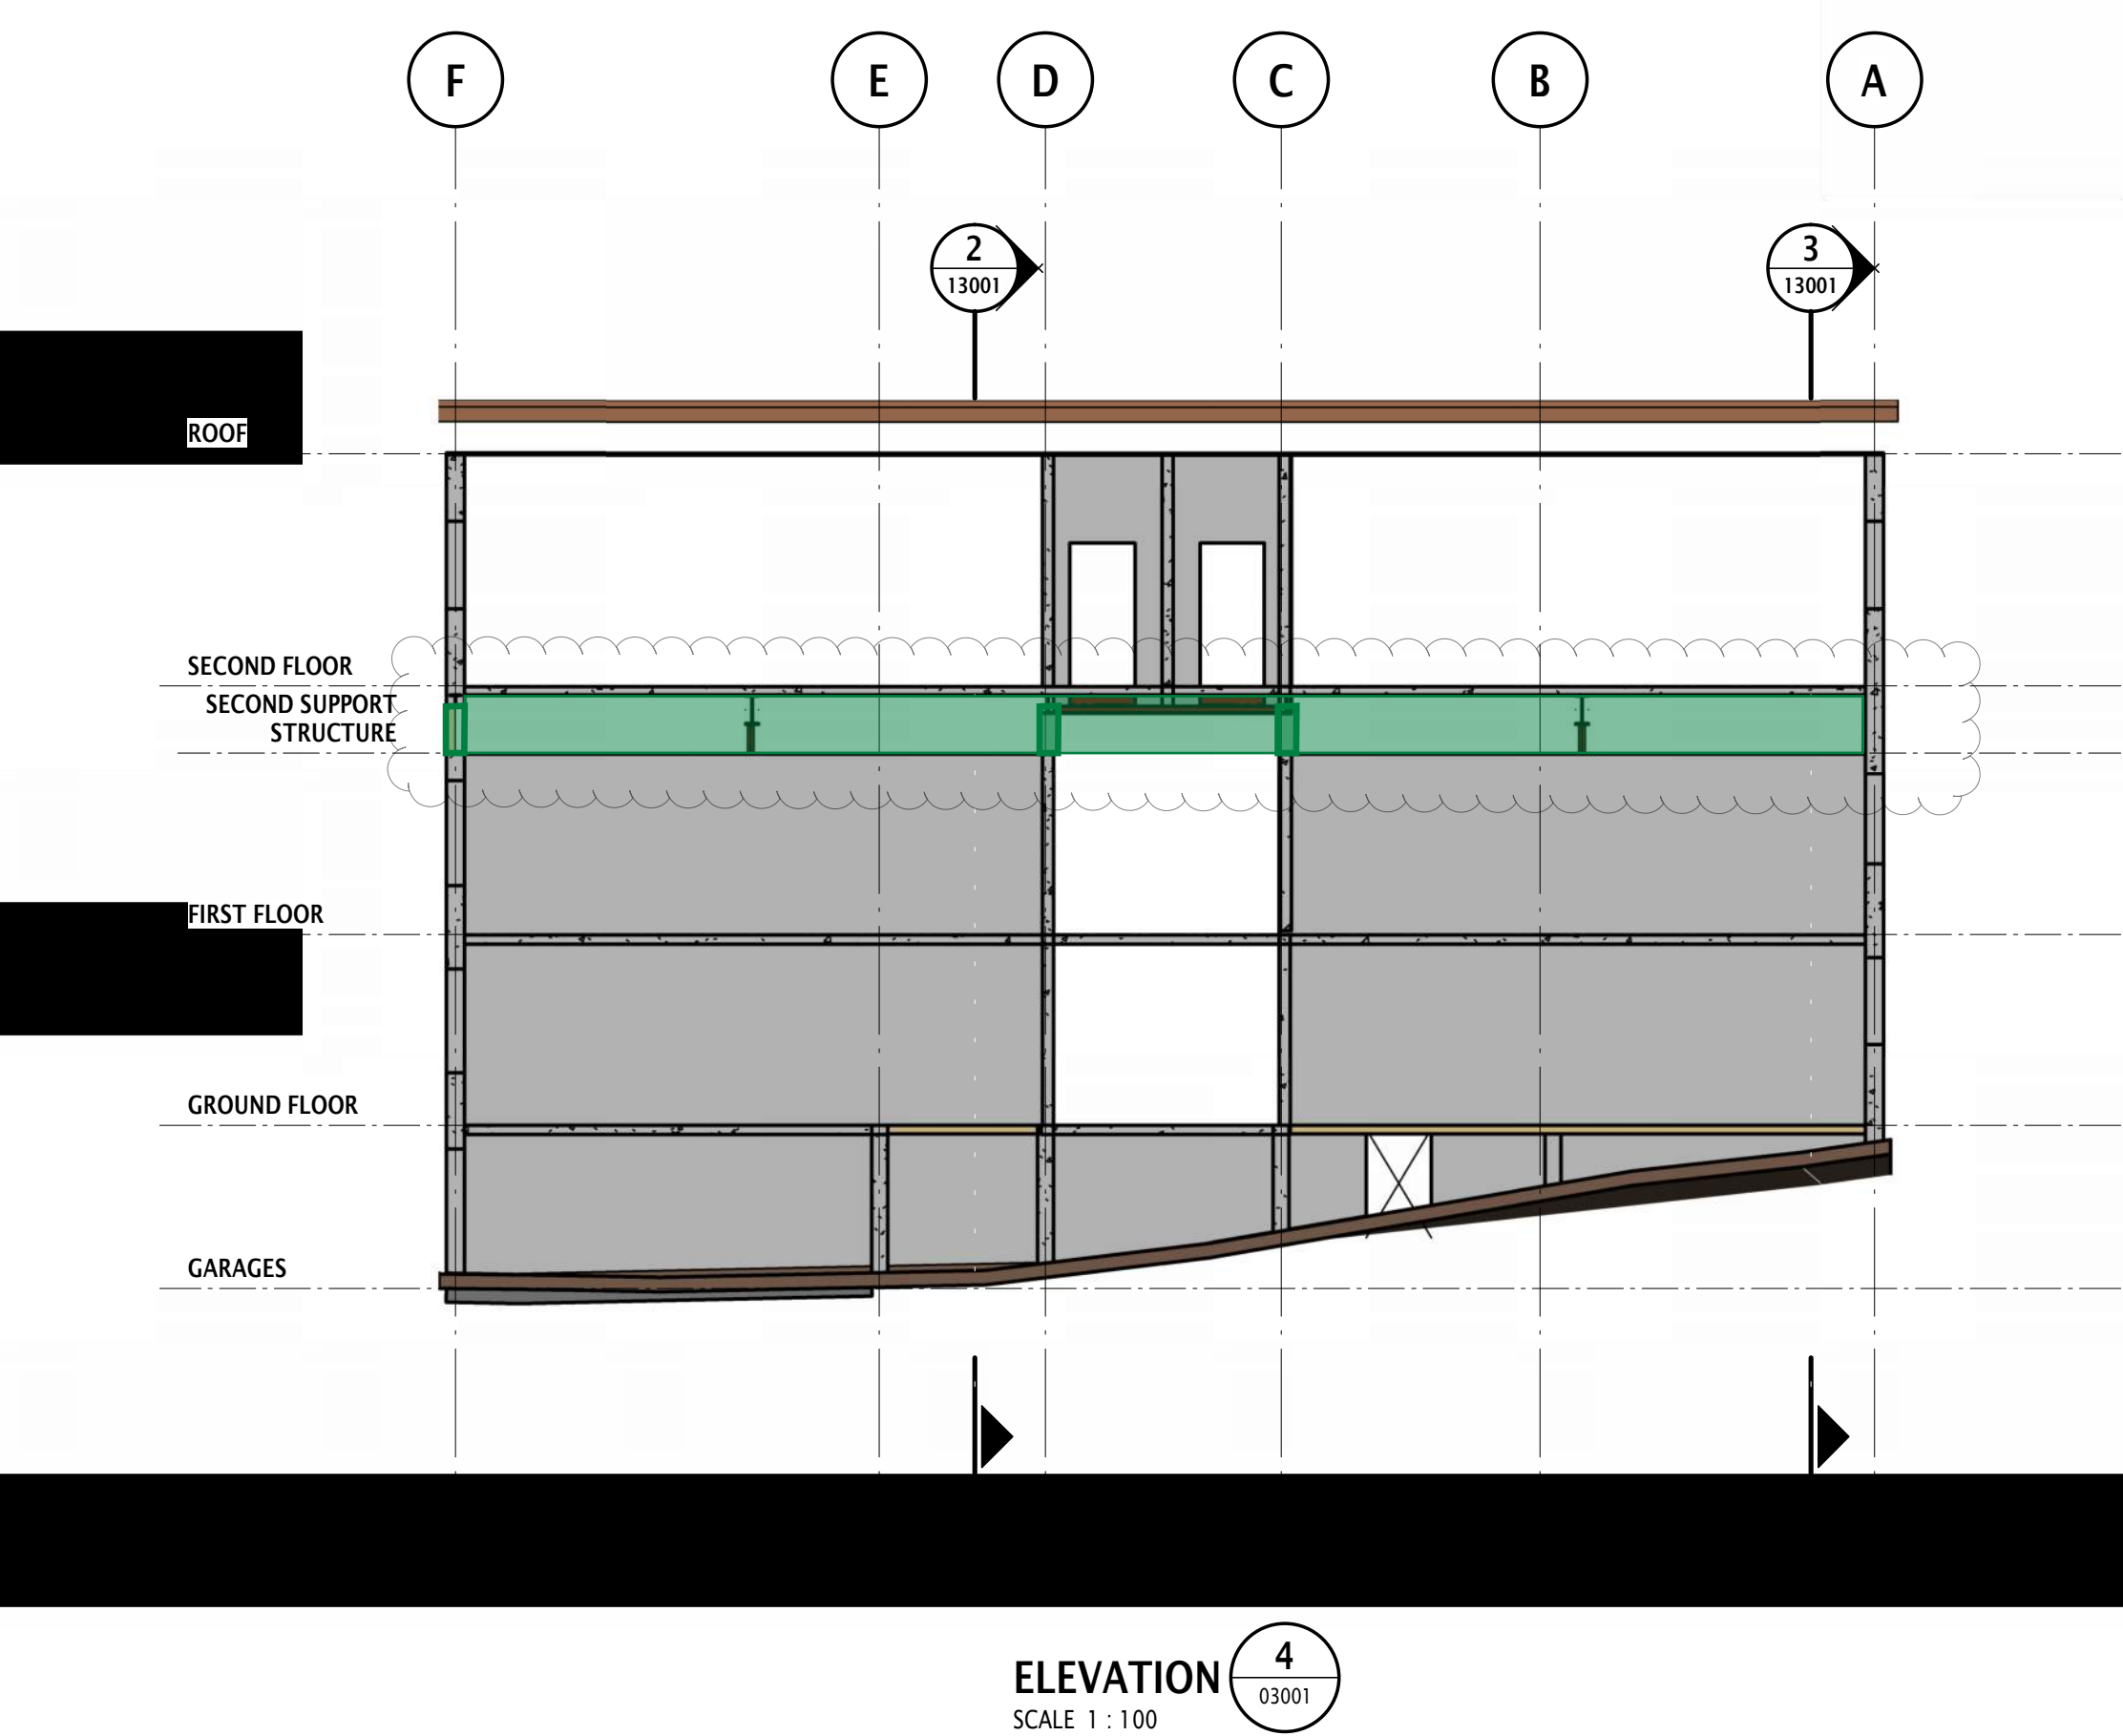 F
E
D
C
B
A
2
13001
3
13001
ROOF
SECOND FLOOR
SECOND SUPPORT
STRUCTURE
FIRST FLOOR
GROUND FLOOR
GARAGES
ELEVATION
4
03001
SCALE 1 : 100